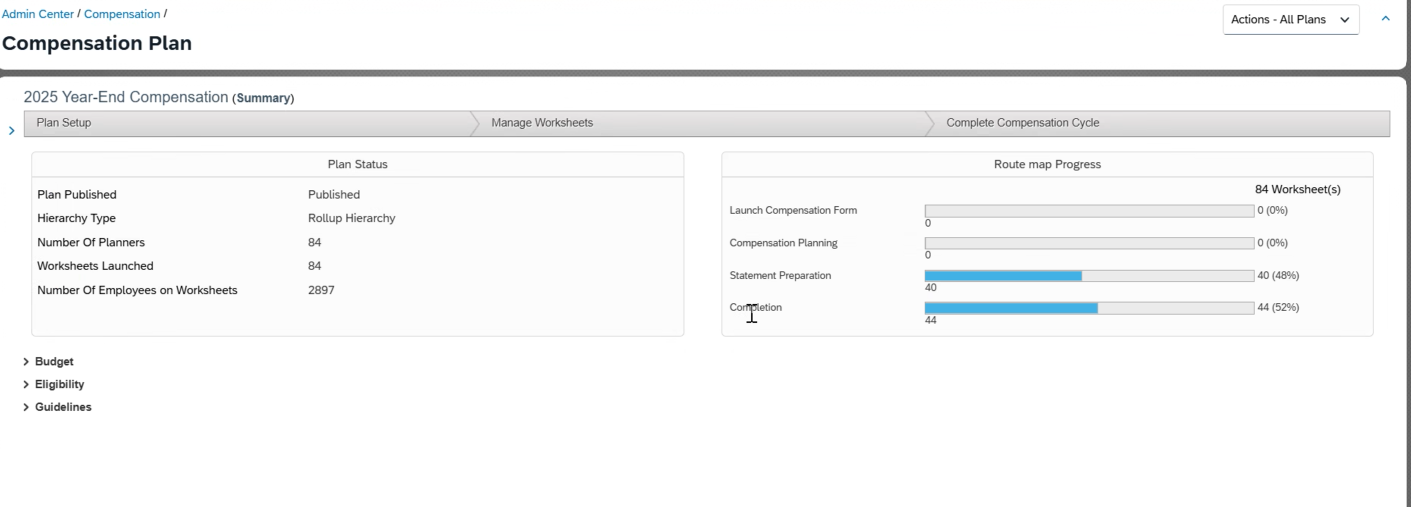 Admin Center / Compensation /
Actions - All Plans
Compensation Plan
2025 Year-End Compensation (Summary)
Plan Setup
Manage Worksheets
Complete Compensation Cycle
Plan Status
Plan Published Published
Hierarchy Type Rollup Hierarchy
Number Of Planners 84
Worksheets Launched 84
Number Of Employees on Worksheets 2897
Route map Progress
84 Worksheet(s)
Launch Compensation Form 0 (0%)
0
Compensation Planning 0 (0%)
0
Statement Preparation 40 (48%)
40
Completion 44 (52%)
44
Budget
Eligibility
Guidelines